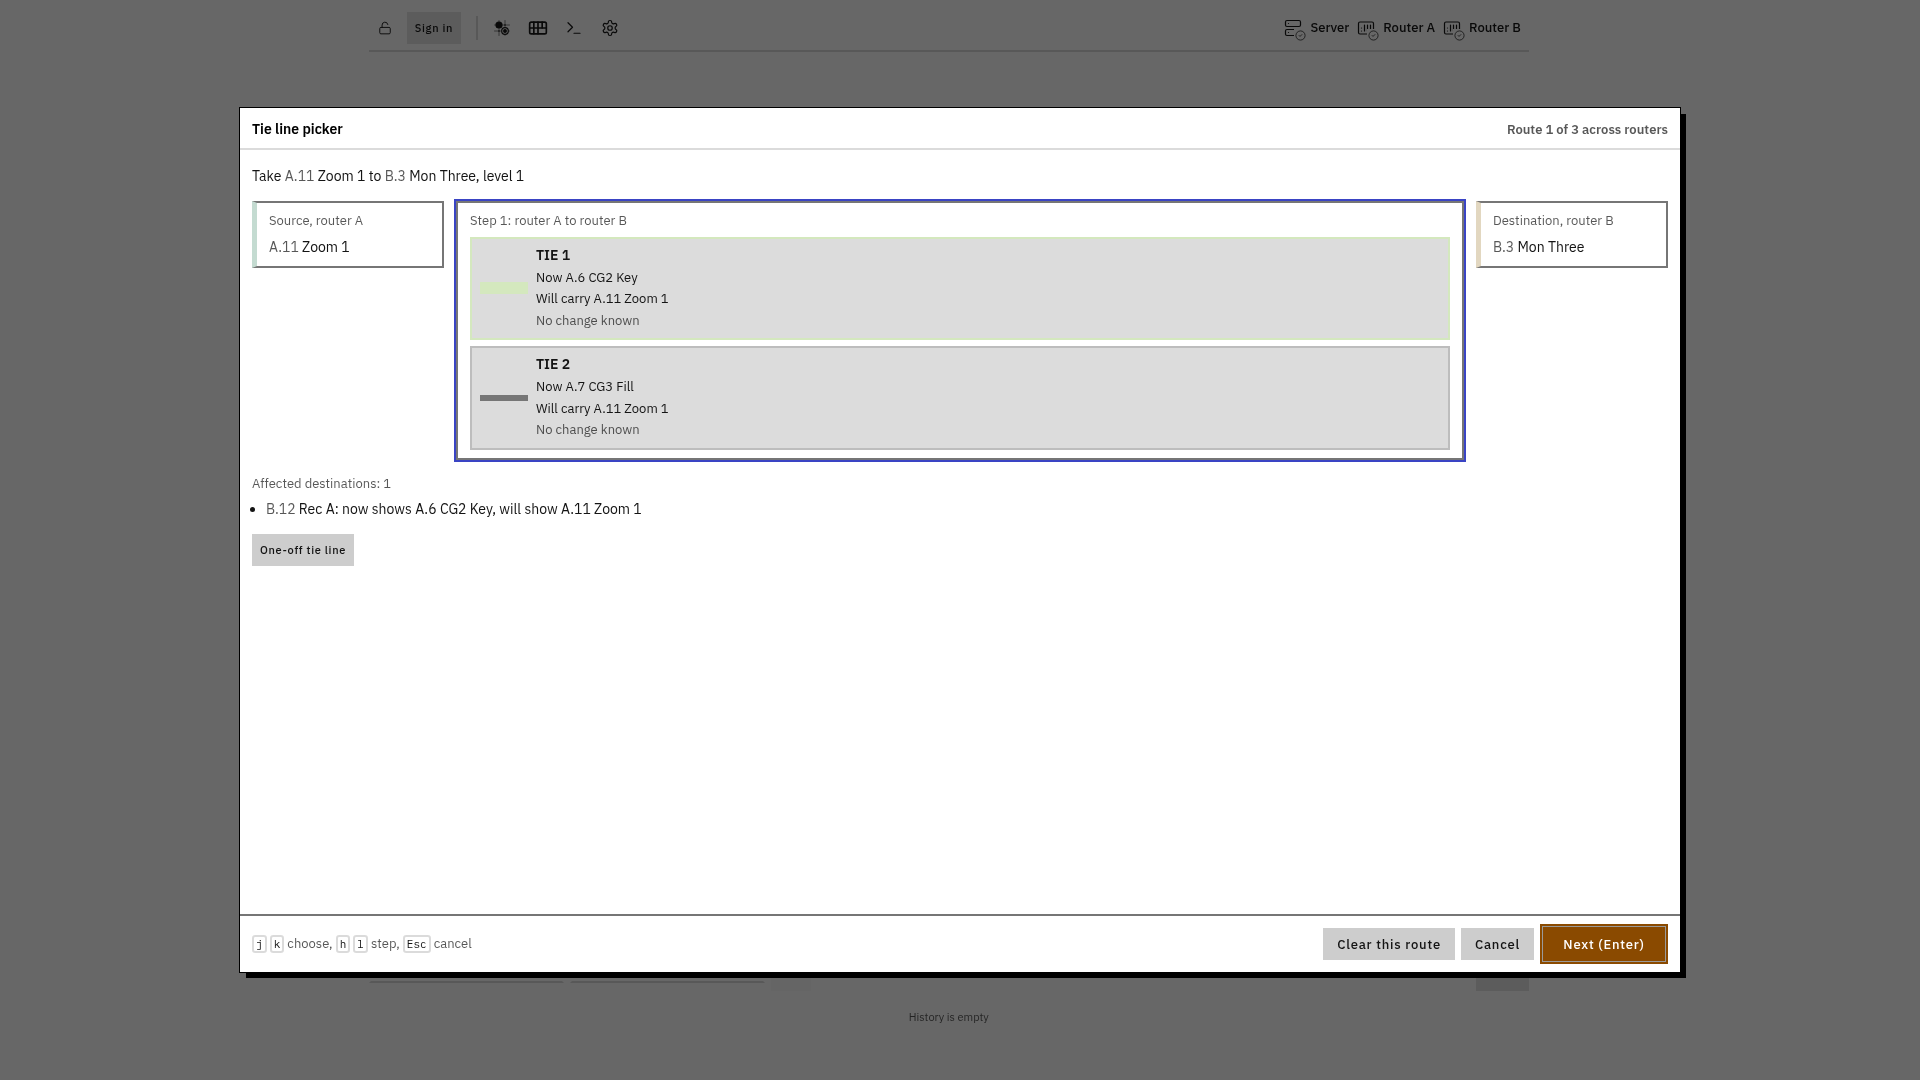 Sign in
Server Router A Router B
Tie line picker
Route 1 of 3 across routers
Take A.11 Zoom 1 to B.3 Mon Three, level 1
Source, router A
A.11 Zoom 1
Step 1: router A to router B
TIE 1
Now A.6 CG2 Key
Will carry A.11 Zoom 1
No change known
TIE 2
Now A.7 CG3 Fill
Will carry A.11 Zoom 1
No change known
Destination, router B
B.3 Mon Three
Affected destinations: 1
B.12 Rec A: now shows A.6 CG2 Key, will show A.11 Zoom 1
One-off tie line
j k choose, h l step, Esc cancel
Clear this route
Cancel
Next (Enter)
History is empty